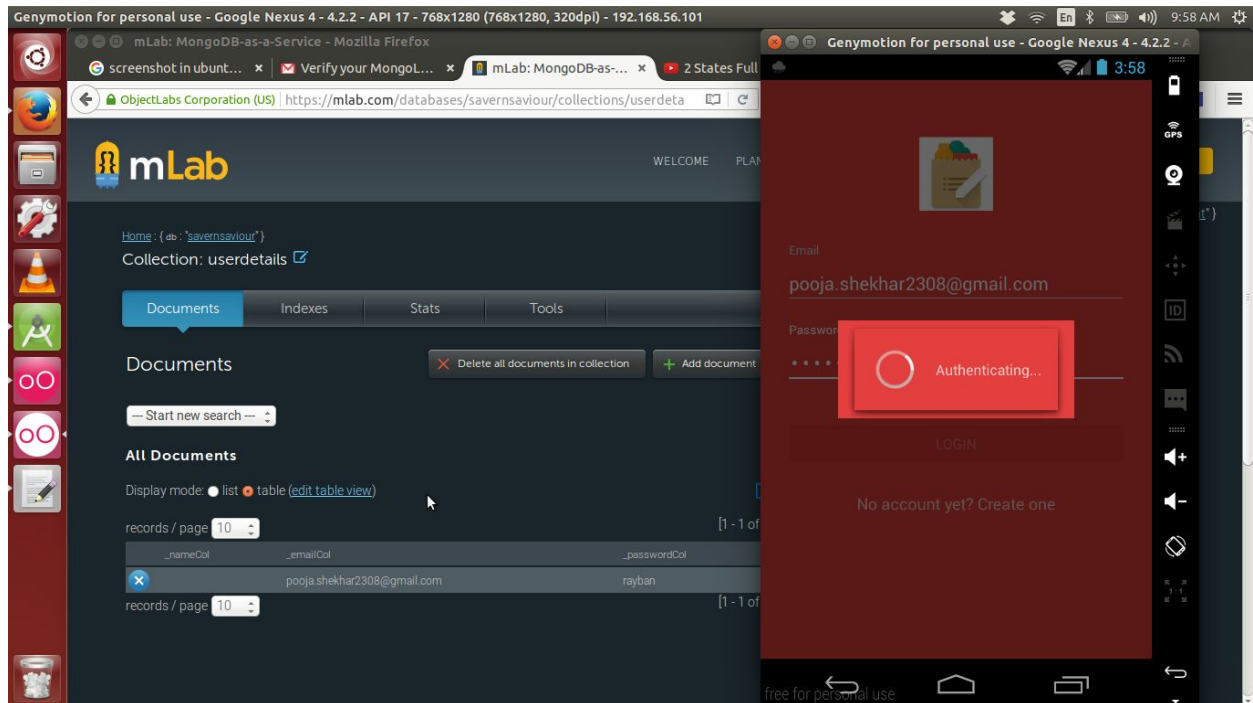 Genymotion for personal use - Google Nexus 4 - 4.2.2 - API 17 - 768x1280 (768x1280, 320dpi) - 192.168.56.101
En
9:58 AM
mLab: MongoDB-as-a-Service - Mozilla Firefox
screenshot in ubunt...
Verify your MongoL...
mLab: MongoDB-as-...
2 States Full
ObjectLabs Corporation (US)
https://mlab.com/databases/savernsaviour/collections/userdeta
mLab
WELCOME
Home : { db : "savernsaviour" }
Collection: userdetails
Documents
Indexes
Stats
Tools
Documents
Delete all documents in collection
Add document
--- Start new search ---
All Documents
Display mode: list table (edit table view)
records / page 10
[1 - 1 of
_nameCol
_emailCol
_passwordCol
pooja.shekhar2308@gmail.com
rayban
records / page 10
[1 - 1 of
Genymotion for personal use - Google Nexus 4 - 4.2.2 - A
3:58
Email
pooja.shekhar2308@gmail.com
Authenticating...
LOGIN
No account yet? Create one
free for personal use
GPS
ID
1:1